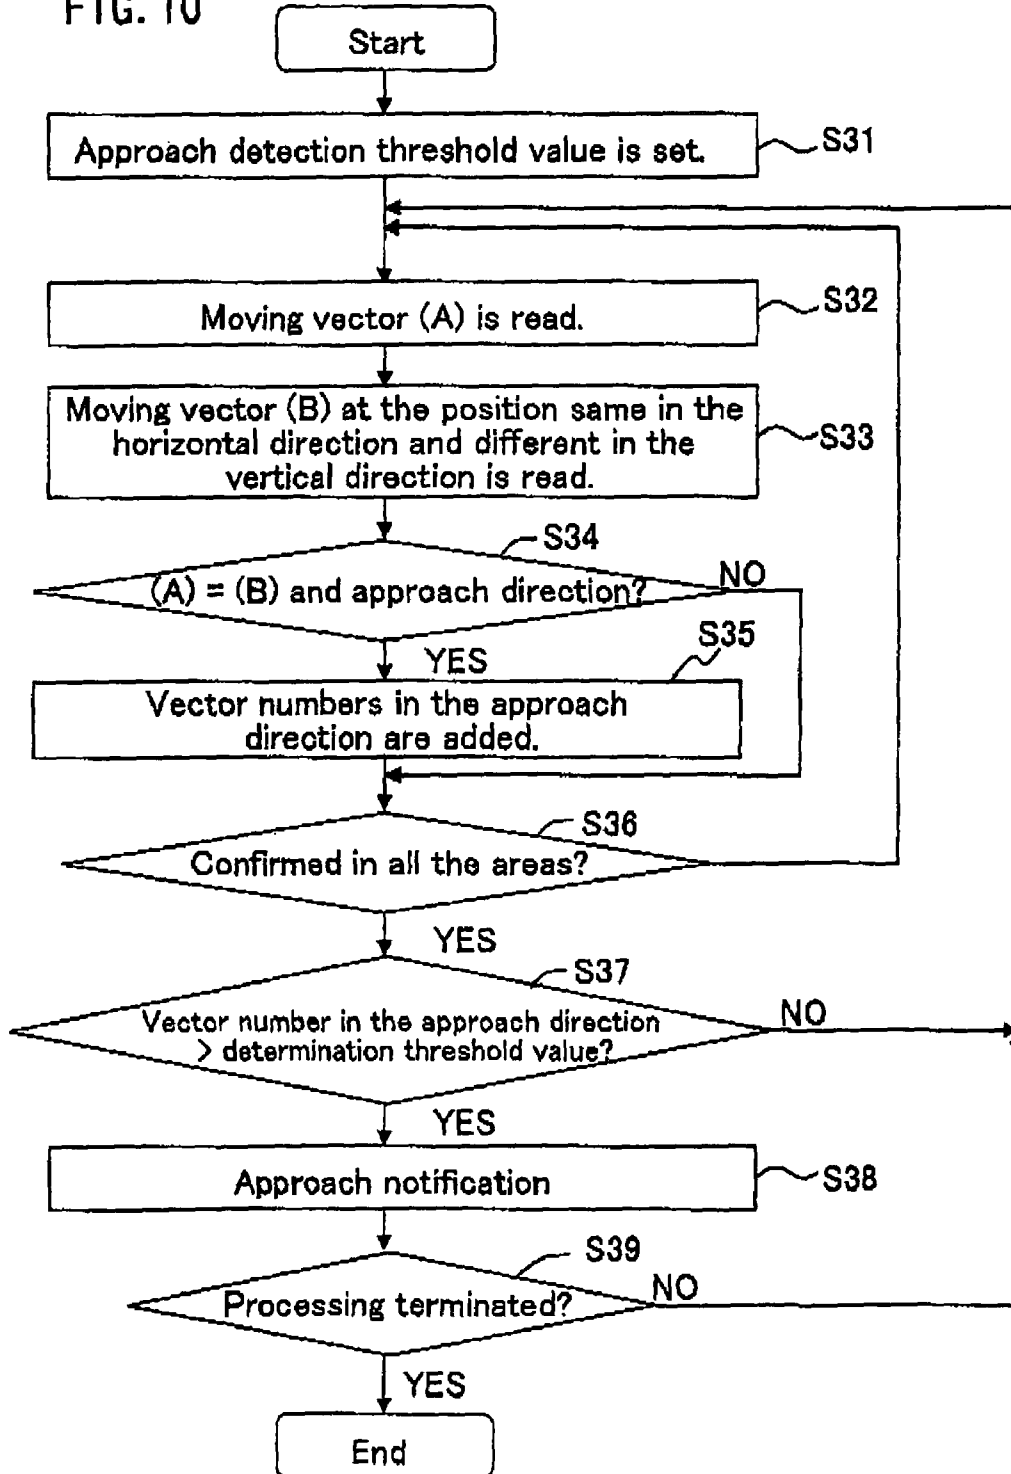 FIG. 10
Start
Approach detection threshold value is set.
S31
Moving vector (A) is read.
S32
Moving vector (B) at the position same in the
horizontal direction and different in the
vertical direction is read.
S33
S34
(A) = (B) and approach direction?
NO
YES
S35
Vector numbers in the approach
direction are added.
S36
Confirmed in all the areas?
YES
S37
Vector number in the approach direction
> determination threshold value?
NO
YES
Approach notification
S38
S39
Processing terminated?
NO
YES
End